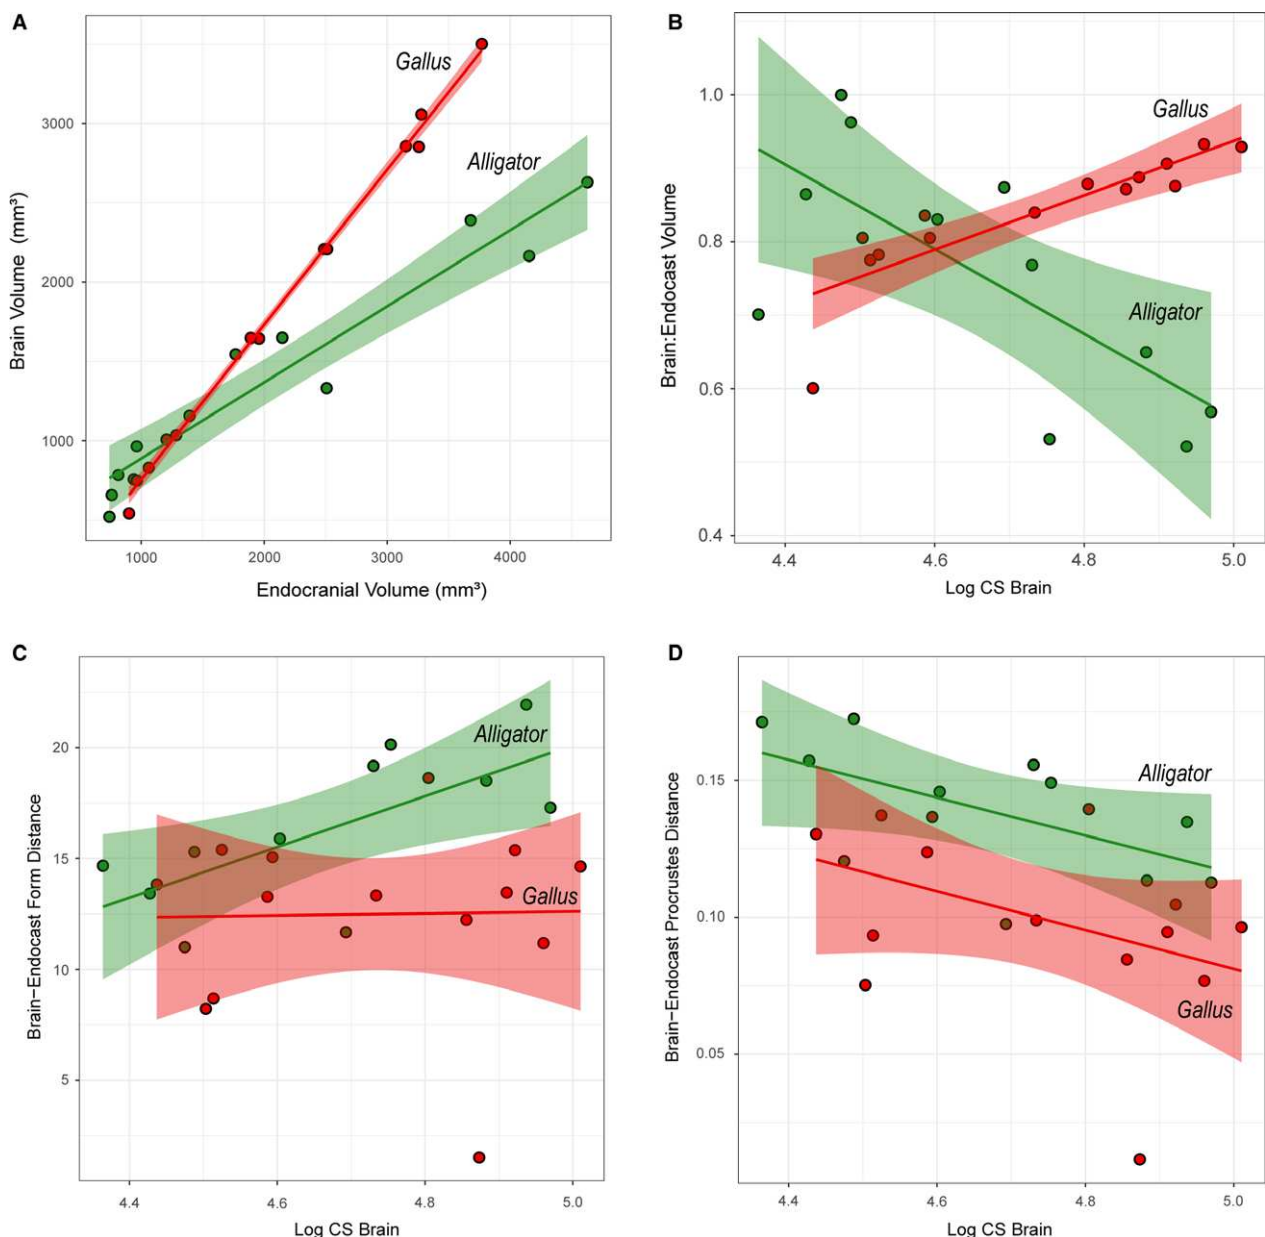 A
Gallus
Alligator
3000
2000
1000
Brain Volume (mm³)
1000 2000 3000 4000
Endocranial Volume (mm³)
B
Gallus
Alligator
1.0
0.8
0.6
0.4
Brain:Endocast Volume
4.4 4.6 4.8 5.0
Log CS Brain
C
Alligator
Gallus
20
15
10
5
Brain−Endocast Form Distance
4.4 4.6 4.8 5.0
Log CS Brain
D
Alligator
Gallus
0.15
0.10
0.05
Brain−Endocast Procrustes Distance
4.4 4.6 4.8 5.0
Log CS Brain